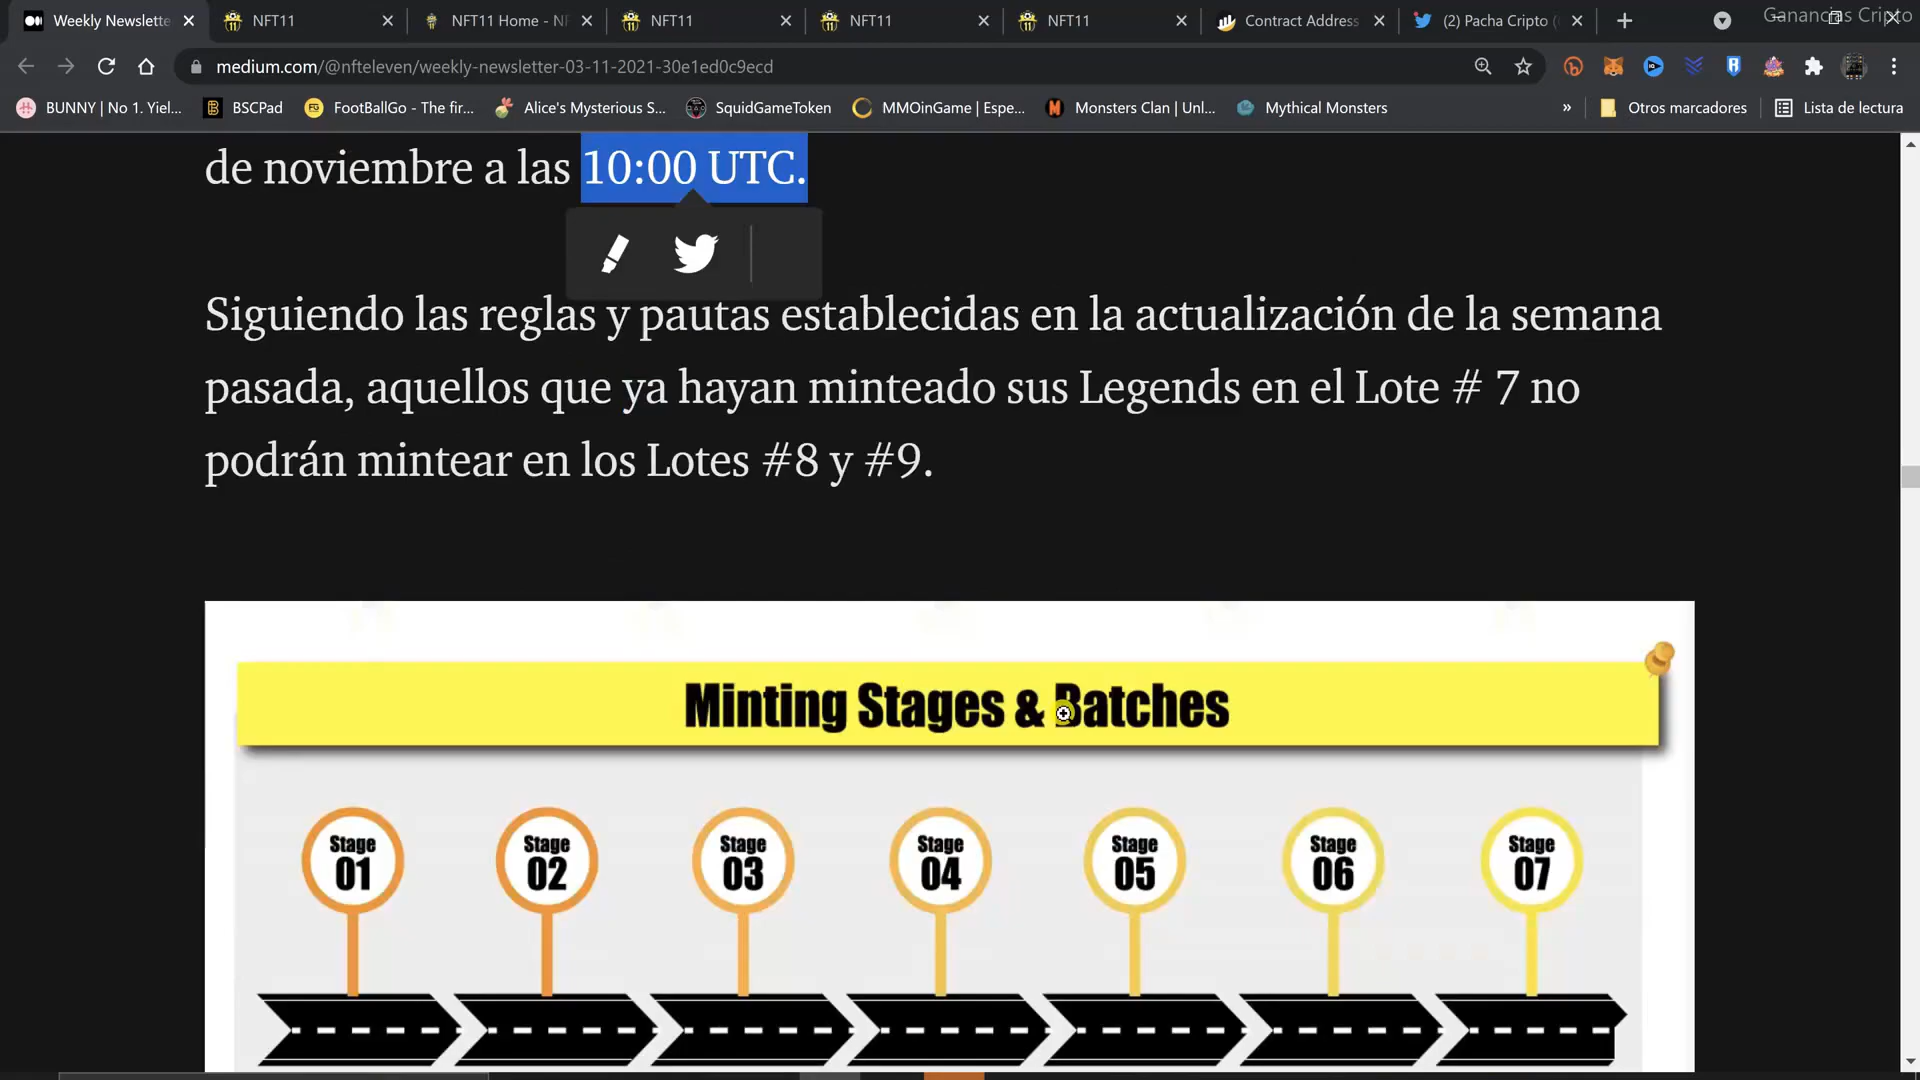 Weekly Newslette
NFT11
NFT11 Home - NF
NFT11
NFT11
NFT11
Contract Address
(2) Pacha Cripto (
Ganancias Cripto
medium.com/@nfteleven/weekly-newsletter-03-11-2021-30e1ed0c9ecd
BUNNY | No 1. Yiel...
BSCPad
FootBallGo - The fir...
Alice's Mysterious S...
SquidGameToken
MMOinGame | Espe...
Monsters Clan | Unl...
Mythical Monsters
»
Otros marcadores
Lista de lectura
de noviembre a las 10:00 UTC.
Siguiendo las reglas y pautas establecidas en la actualización de la semana
pasada, aquellos que ya hayan minteado sus Legends en el Lote # 7 no
podrán mintear en los Lotes #8 y #9.
Minting Stages & Batches
Stage
01
Stage
02
Stage
03
Stage
04
Stage
05
Stage
06
Stage
07